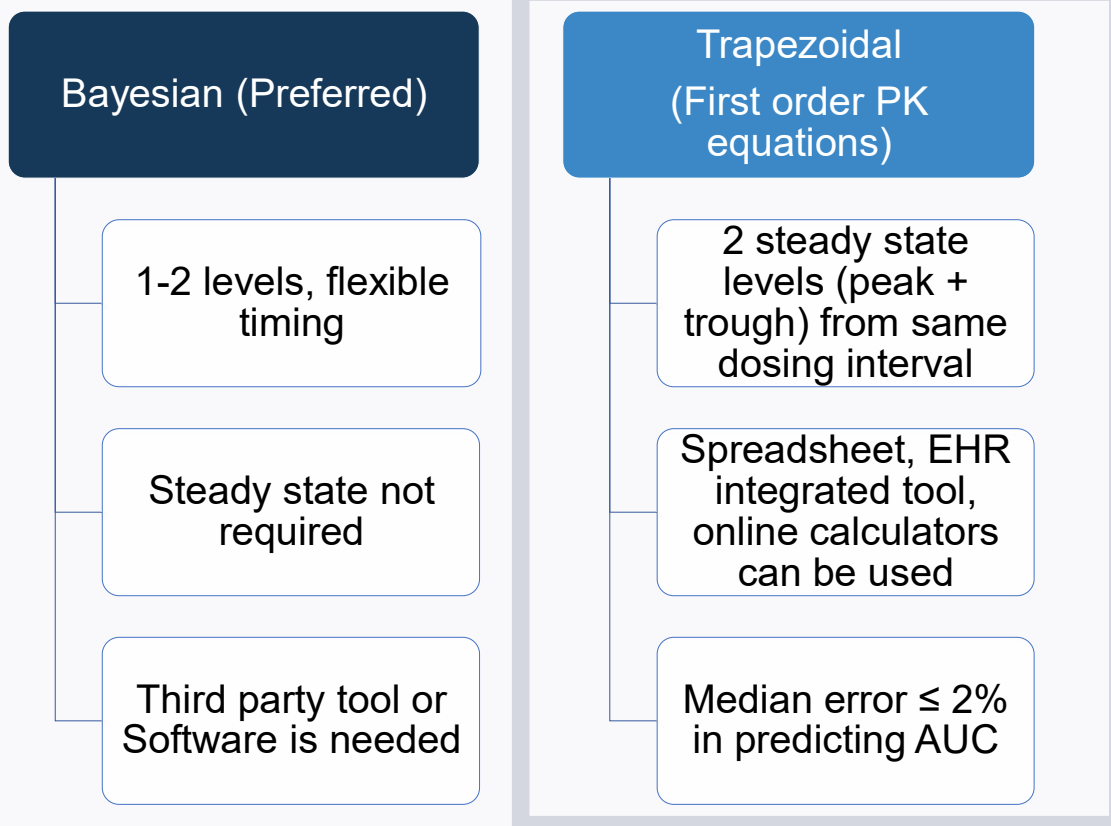 Bayesian (Preferred)
1-2 levels, flexible
timing
Steady state not
required
Third party tool or
Software is needed
Trapezoidal
(First order PK
equations)
2 steady state
levels (peak +
trough) from same
dosing interval
Spreadsheet, EHR
integrated tool,
online calculators
can be used
Median error ≤ 2%
in predicting AUC